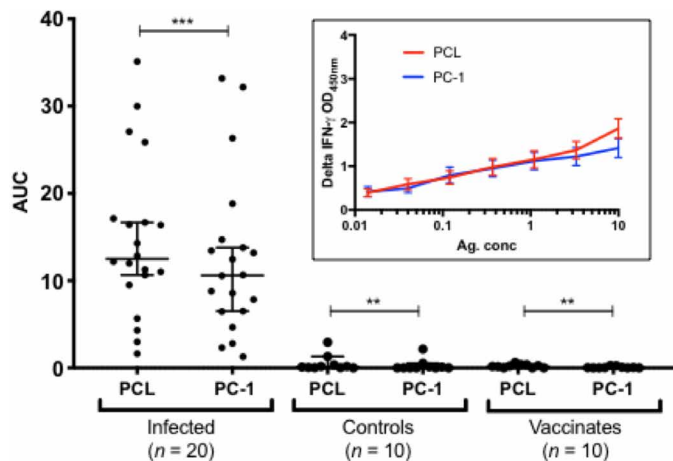 40
30
20
10
0
AUC
***
**
**
4
3
2
1
0
Delta IFN-γ OD450nm
PCL
PC-1
0.01 0.1 1 10
Ag. conc
PCL PC-1 PCL PC-1 PCL PC-1
Infected Controls Vaccinates
(n = 20) (n = 10) (n = 10)